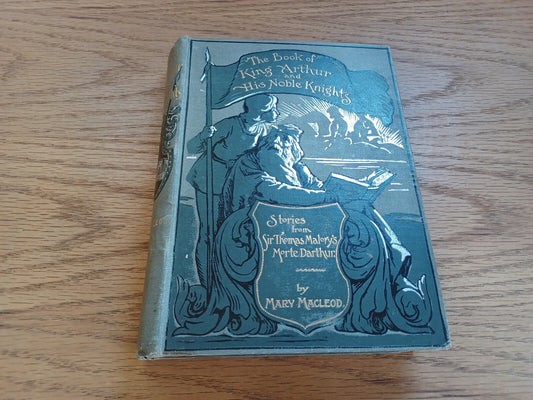 The Book of
King Arthur
and
His Noble Knights
Stories
from
Sir Thomas Malory's
Morte Darthur.
by
MARY MACLEOD.